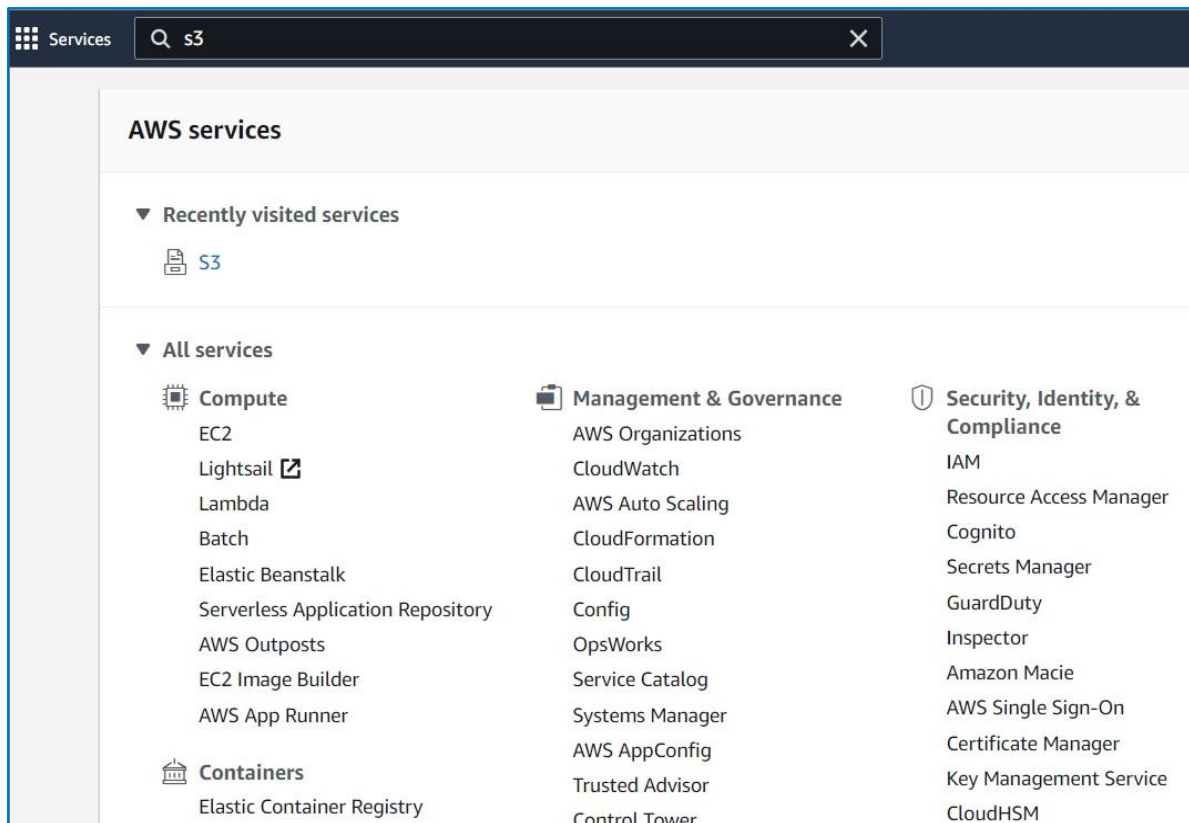 Services
s3
AWS services
Recently visited services
S3
All services
Compute
EC2
Lightsail
Lambda
Batch
Elastic Beanstalk
Serverless Application Repository
AWS Outposts
EC2 Image Builder
AWS App Runner
Containers
Elastic Container Registry
Management & Governance
AWS Organizations
CloudWatch
AWS Auto Scaling
CloudFormation
CloudTrail
Config
OpsWorks
Service Catalog
Systems Manager
AWS AppConfig
Trusted Advisor
Control Tower
Security, Identity, &
Compliance
IAM
Resource Access Manager
Cognito
Secrets Manager
GuardDuty
Inspector
Amazon Macie
AWS Single Sign-On
Certificate Manager
Key Management Service
CloudHSM